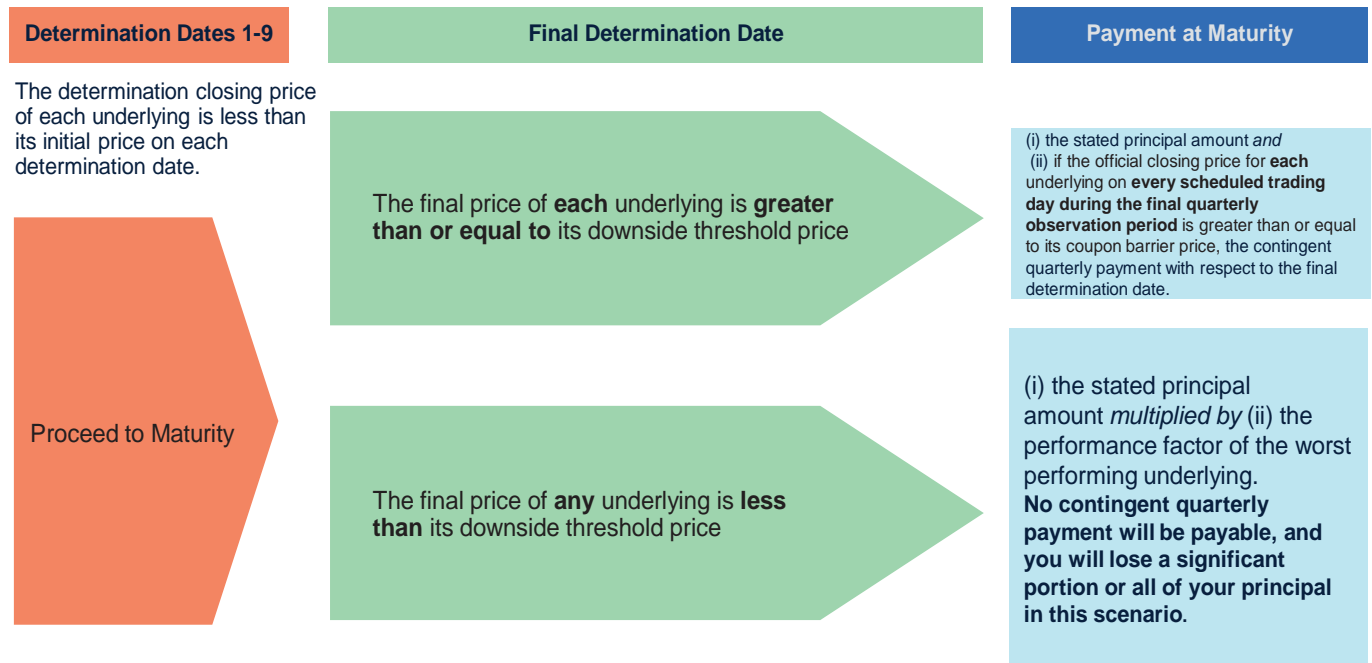 Determination Dates 1-9
Final Determination Date
Payment at Maturity
The determination closing price
of each underlying is less than
its initial price on each
determination date.
Proceed to Maturity
The final price of each underlying is greater
than or equal to its downside threshold price
(i) the stated principal amount and
(ii) if the official closing price for each
underlying on every scheduled trading
day during the final quarterly
observation period is greater than or equal
to its coupon barrier price, the contingent
quarterly payment with respect to the final
determination date.
The final price of any underlying is less
than its downside threshold price
(i) the stated principal
amount multiplied by (ii) the
performance factor of the worst
performing underlying.
No contingent quarterly
payment will be payable, and
you will lose a significant
portion or all of your principal
in this scenario.